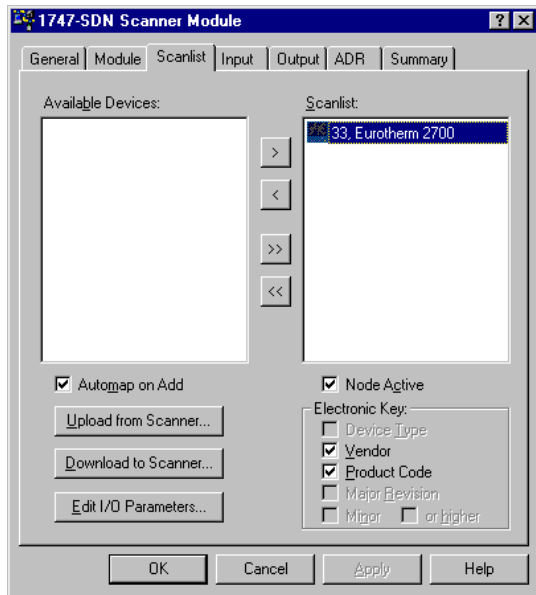 1747-SDN Scanner Module
General Module Scanlist Input Output ADR Summary
Available Devices:
Scanlist:
33, Eurotherm 2700
>
<
>>
<<
Automap on Add
Node Active
Upload from Scanner...
Download to Scanner...
Edit I/O Parameters...
Electronic Key:
Device Type
Vendor
Product Code
Major Revision
Minor or higher
OK Cancel Apply Help